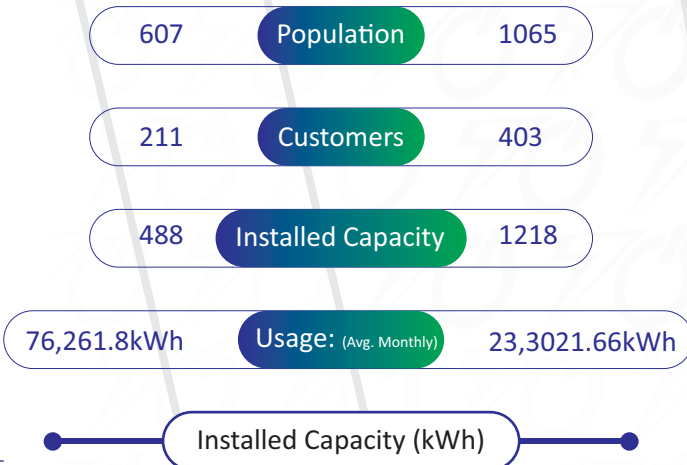 607 Population 1065
211 Customers 403
488 Installed Capacity 1218
76,261.8kWh Usage: (Avg. Monthly) 23,3021.66kWh
Installed Capacity (kWh)